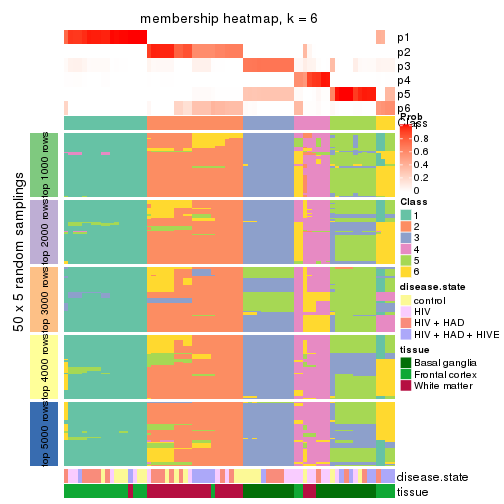 membership heatmap, k = 6
p1
p2
p3
p4
p5
p6
Class
Prob
1
0.8
0.6
0.4
0.2
0
Class
1
2
3
4
5
6
disease.state
control
HIV
HIV + HAD
HIV + HAD + HIVE
tissue
Basal ganglia
Frontal cortex
White matter
50 x 5 random samplings
top 1000 rows
top 2000 rows
top 3000 rows
top 4000 rows
top 5000 rows
disease.state
tissue